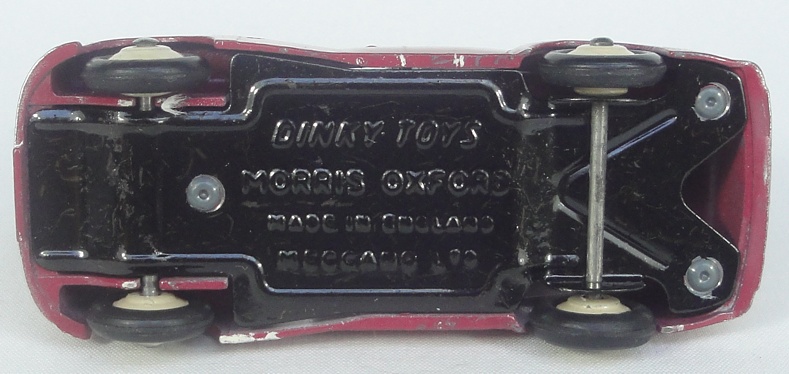 DINKY TOYS
MORRIS OXFORD
MADE IN ENGLAND
MECCANO LTD